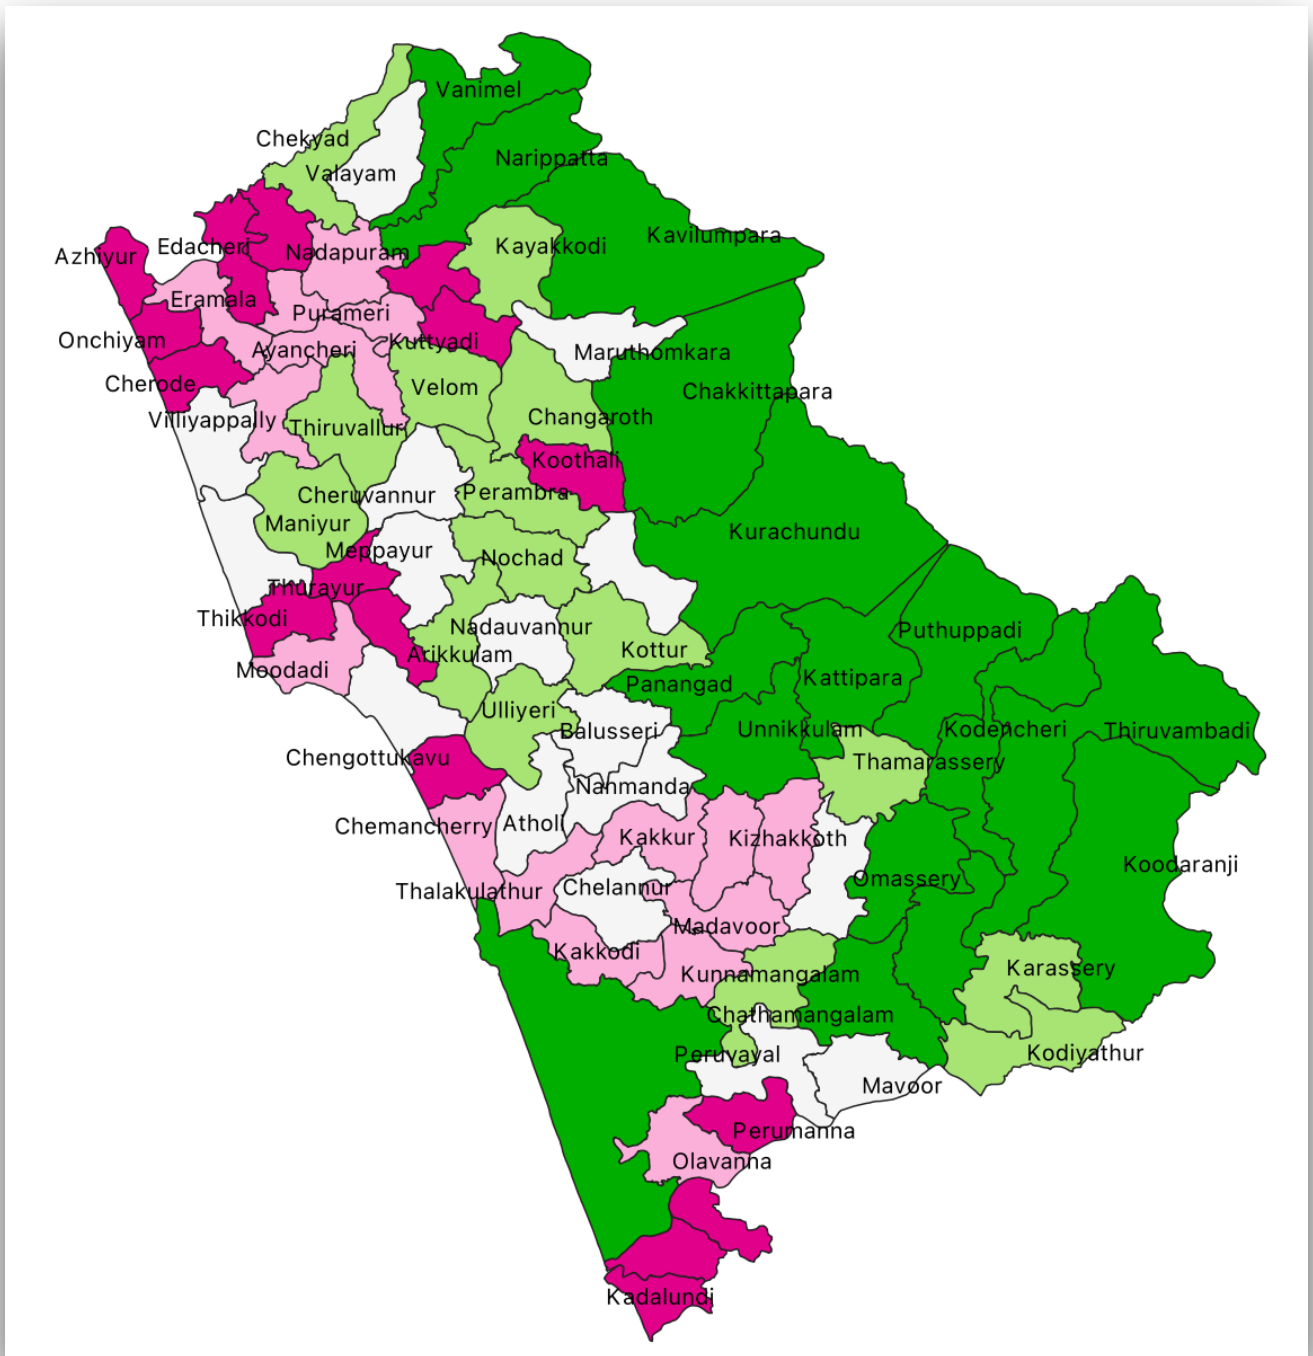 Vanimel
Chekyad
Narippatta
Valayam
Kavilumpara
Edacheri
Kayakkodi
Nadapuram
Azhiyur
Eramala
Purameri
Onchiyam
Kuttyadi
Ayancheri
Maruthomkara
Cherode
Velom
Chakkittapara
Villiyappally
Changaroth
Thiruvallur
Koothali
Cheruvannur
Perambra
Maniyur
Kurachundu
Meppayur
Nochad
Thurayur
Thikkodi
Nadauvannur
Puthuppadi
Kottur
Arikkulam
Moodadi
Kattipara
Panangad
Ulliyeri
Balusseri
Unnikkulam
Kodencheri
Thiruvambadi
Chengottukavu
Thamarassery
Nanmanda
Chemancherry
Atholi
Kakkur
Kizhakkoth
Koodaranji
Omassery
Thalakulathur
Chelannur
Madavoor
Kakkodi
Kunnamangalam
Karassery
Chathamangalam
Peruvayal
Kodiyathur
Mavoor
Perumanna
Olavanna
Kadalundi